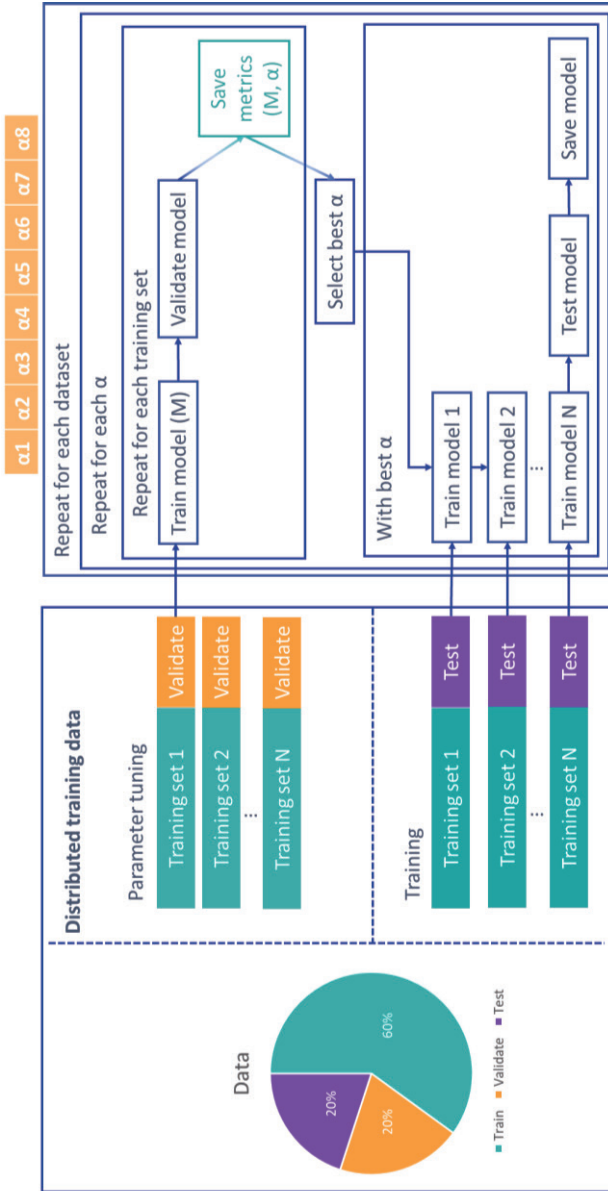 Data
60%
20%
20%
Train
Validate
Test
Distributed training data
Parameter tuning
Training set 1 Validate
Training set 2 Validate
...
Training set N Validate
Training
Training set 1 Test
Training set 2 Test
...
Training set N Test
α1 α2 α3 α4 α5 α6 α7 α8
Repeat for each dataset
Repeat for each α
Repeat for each training set
Train model (M)
Validate model
Save
metrics
(M, α)
Select best α
With best α
Train model 1
Train model 2
...
Train model N
Test model
Save model